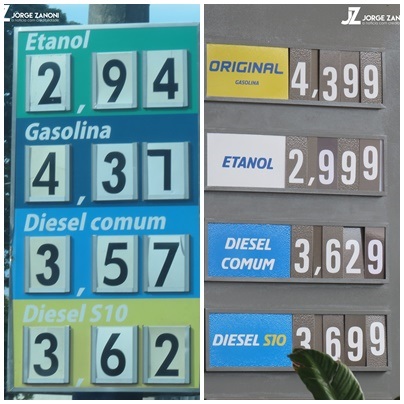 JORGE ZANONI
Etanol
2,94
Gasolina
4,37
Diesel comum
3,57
Diesel S10
3,62
JZ JORGE ZAN
ORIGINAL
GASOLINA
4,399
ETANOL
2,999
DIESEL
COMUM
3,629
DIESEL S10
3,699